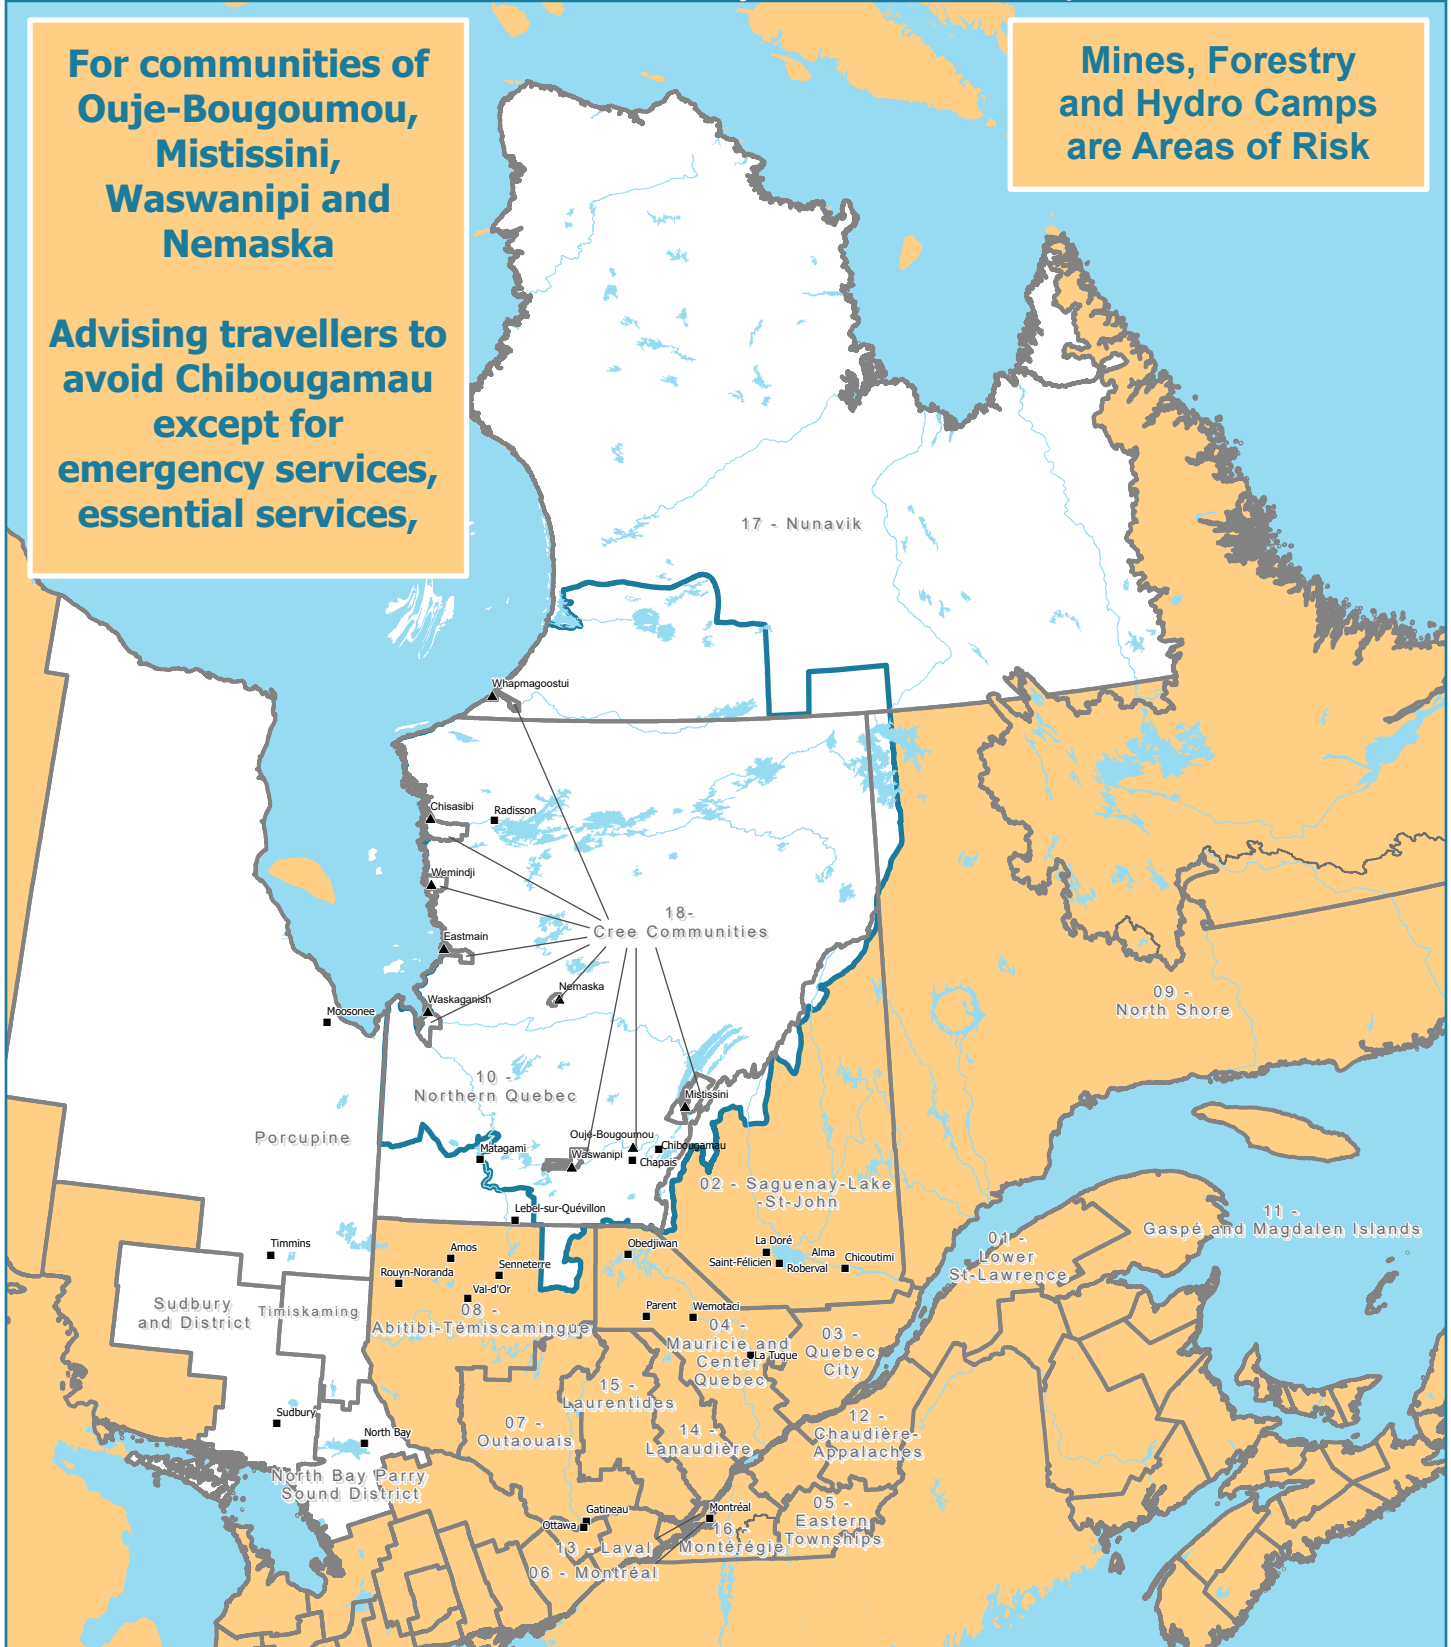 For communities of
Ouje-Bougoumou,
Mistissini,
Waswanipi and
Nemaska
Advising travellers to
avoid Chibougamau
except for
emergency services,
essential services,
Mines, Forestry
and Hydro Camps
are Areas of Risk
17 - Nunavik
Whapmagoostui
Chisasibi
Radisson
Wemindji
18-
Cree Communities
Eastmain
Nemaska
Waskaganish
Moosonee
09 -
North Shore
10 -
Northern Quebec
Mistissini
Porcupine
Oujé-Bougoumou
Chibougamau
Matagami
Waswanipi
Chapais
02 - Saguenay-Lake
-St-John
Lebel-sur-Quévillon
11 -
Gaspé and Magdalen Islands
01 -
Lower
St-Lawrence
Timmins
Amos
Obedjiwan
La Doré
Alma
Chicoutimi
Saint-Félicien
Roberval
Rouyn-Noranda
Senneterre
Val-d'Or
Sudbury
and District
Timiskaming
08 -
Abitibi-Témiscamingue
Parent
Wemotaci
04 -
Mauricie and
Center
Quebec
La Tuque
03 -
Quebec
City
15 -
Laurentides
Sudbury
North Bay
07 -
Outaouais
14 -
Lanaudière
12 -
Chaudière-
Appalaches
North Bay Parry
Sound District
Gatineau
Ottawa
Montréal
05 -
Eastern
Townships
16 -
Montérégie
13 - Laval
06 - Montréal